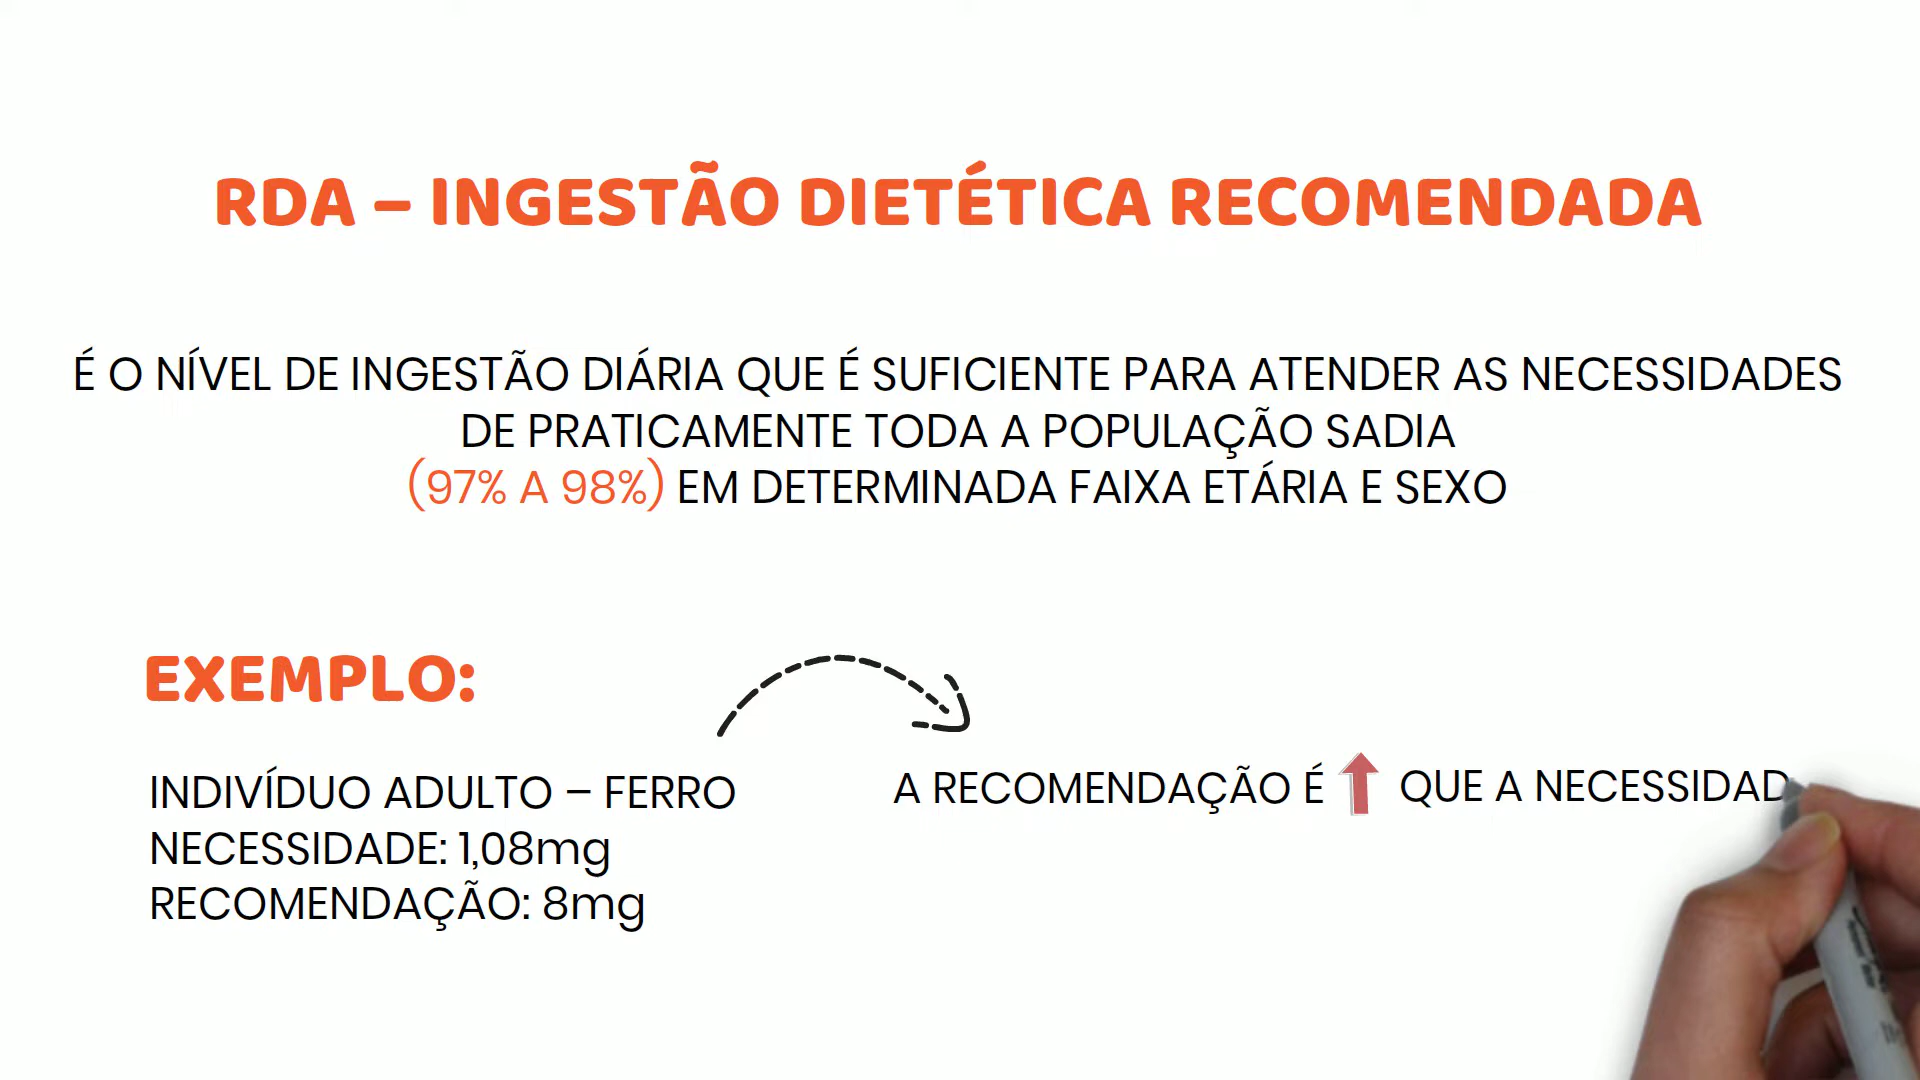 RDA – INGESTÃO DIETÉTICA RECOMENDADA
É O NÍVEL DE INGESTÃO DIÁRIA QUE É SUFICIENTE PARA ATENDER AS NECESSIDADES
DE PRATICAMENTE TODA A POPULAÇÃO SADIA
(97% A 98%) EM DETERMINADA FAIXA ETÁRIA E SEXO
EXEMPLO:
INDIVÍDUO ADULTO – FERRO
NECESSIDADE: 1,08mg
RECOMENDAÇÃO: 8mg
A RECOMENDAÇÃO É QUE A NECESSIDAD